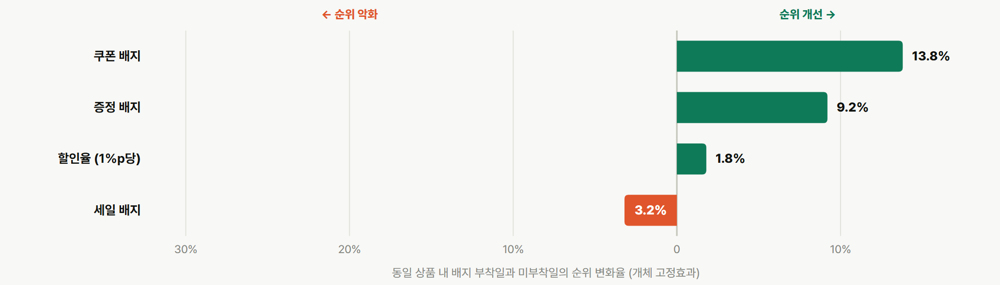 ← 순위 악화
순위 개선 →
쿠폰 배지
13.8%
증정 배지
9.2%
할인율 (1%p당)
1.8%
세일 배지
3.2%
30%
20%
10%
0
10%
동일 상품 내 배지 부착일과 미부착일의 순위 변화율 (개체 고정효과)